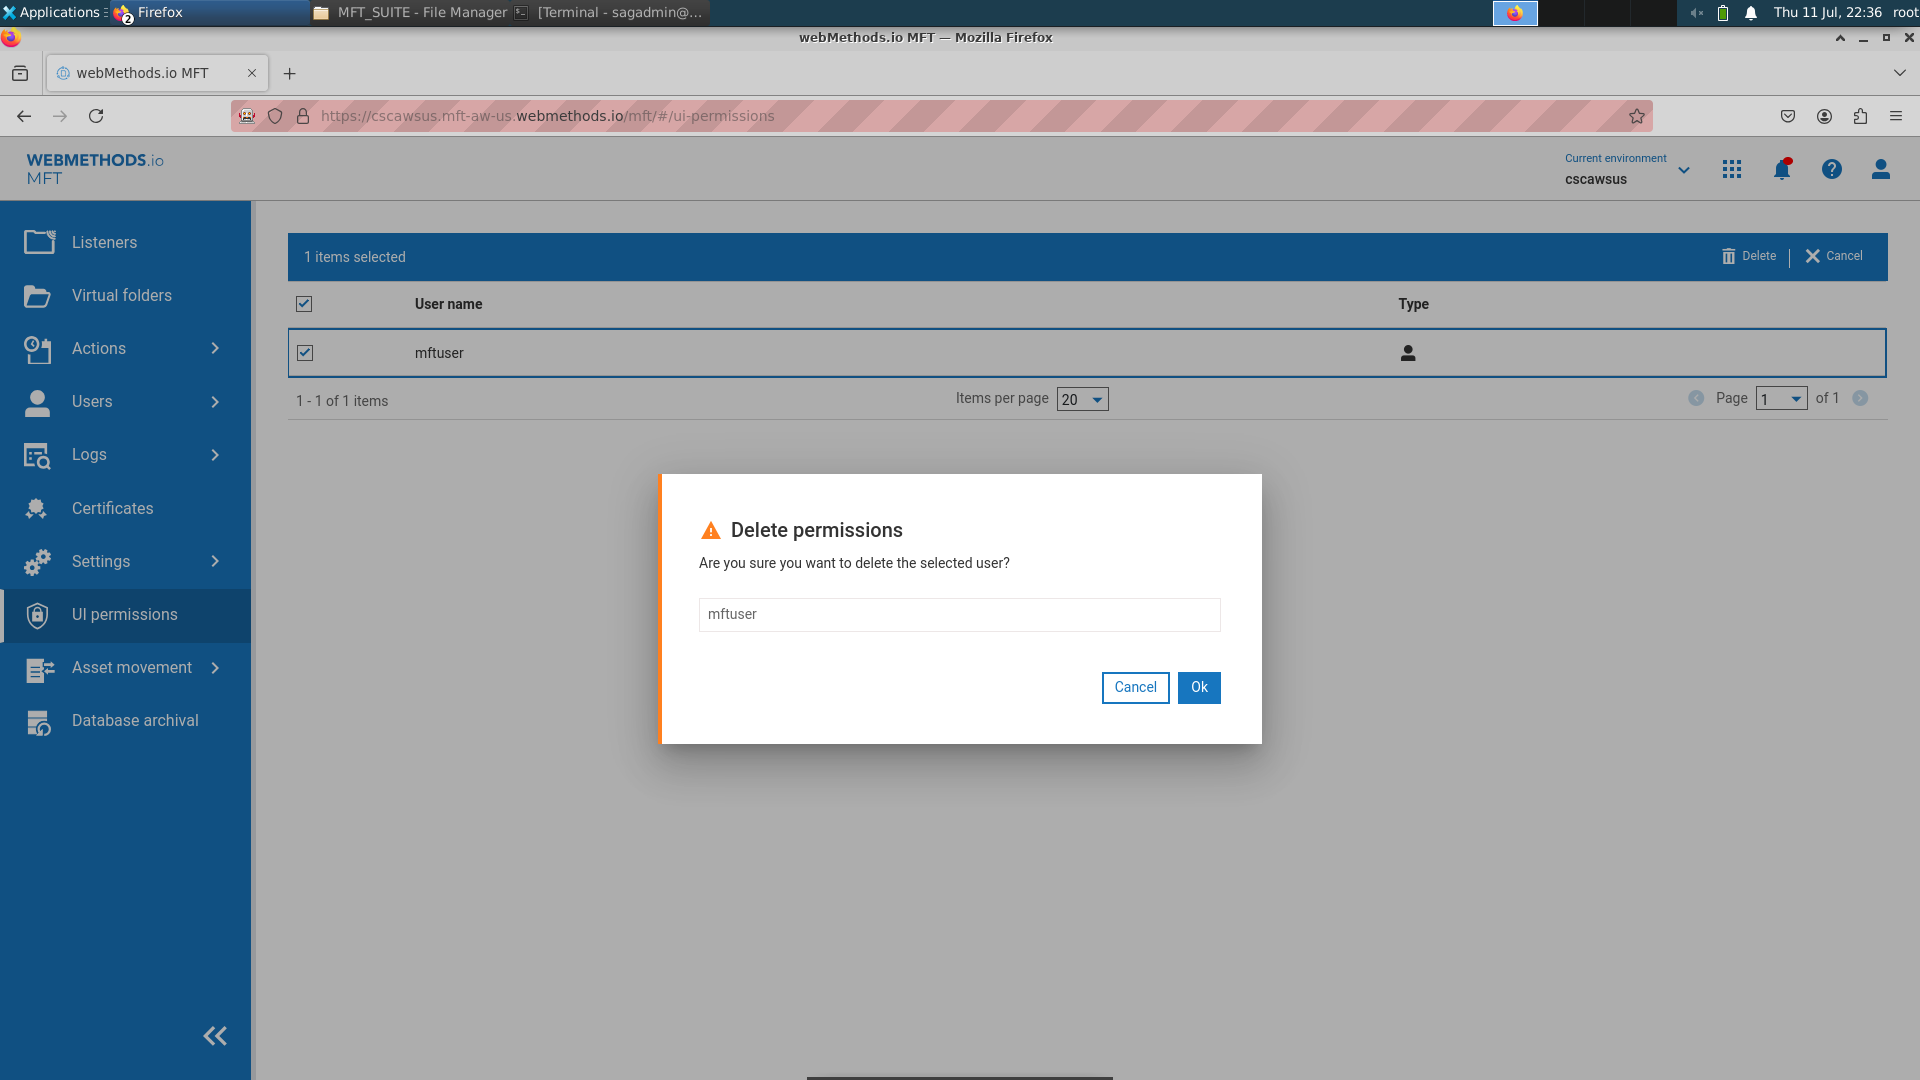 Applications
2
Firefox
MFT_SUITE - File Manager
[Terminal - sagadmin@...
Thu 11 Jul, 22:36
root
webMethods.io MFT — Mozilla Firefox
webMethods.io MFT
https://cscawsus.mft-aw-us.webmethods.io/mft/#/ui-permissions
WEBMETHODS.io
MFT
Current environment
cscawsus
Listeners
Virtual folders
Actions
Users
Logs
Certificates
Settings
UI permissions
Asset movement
Database archival
1 items selected
Delete
Cancel
User name
Type
mftuser
1 - 1 of 1 items
Items per page
20
Page
1
of 1
Delete permissions
Are you sure you want to delete the selected user?
mftuser
Cancel
Ok